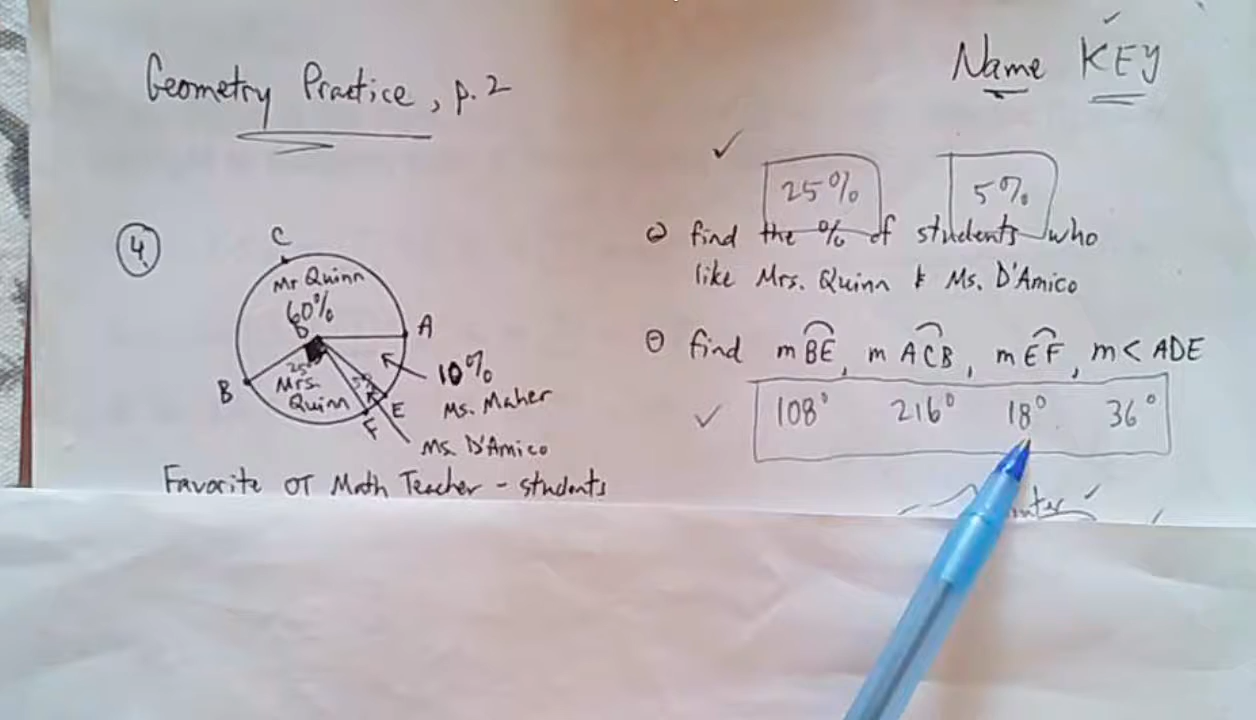 Geometry Practice, p.2
Name KEY
4.
C
Mr Quinn
60%
D
A
B
25%
Mrs.
Quinn
5%
E
F
10%
Ms. Maher
Ms. D'Amico
Favorite OT Math Teacher - students
25% 5%
find the % of students who
like Mrs. Quinn & Ms. D'Amico
find mBE, m ACB, m EF, m< ADE
108° 216° 18° 36°